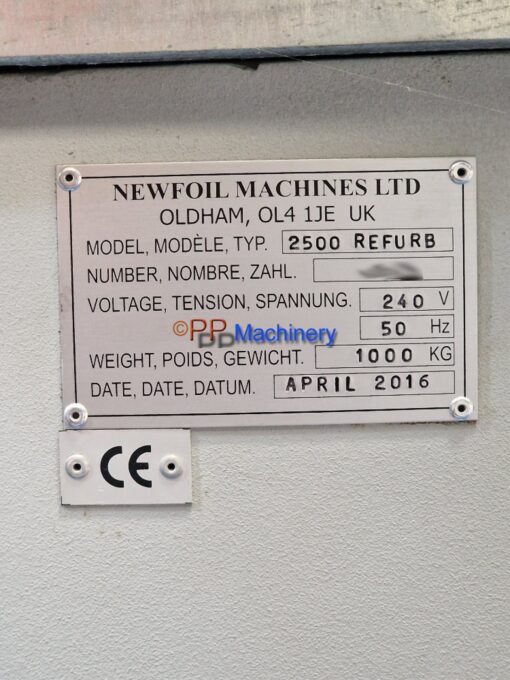 NEWFOIL MACHINES LTD
OLDHAM, OL4 1JE UK
MODEL, MODÈLE, TYP. 2500 REFURB
NUMBER, NOMBRE, ZAHL.
VOLTAGE, TENSION, SPANNUNG. 240 V
©PPD Machinery 50 Hz
WEIGHT, POIDS, GEWICHT. 1000 KG
DATE, DATE, DATUM. APRIL 2016
CE